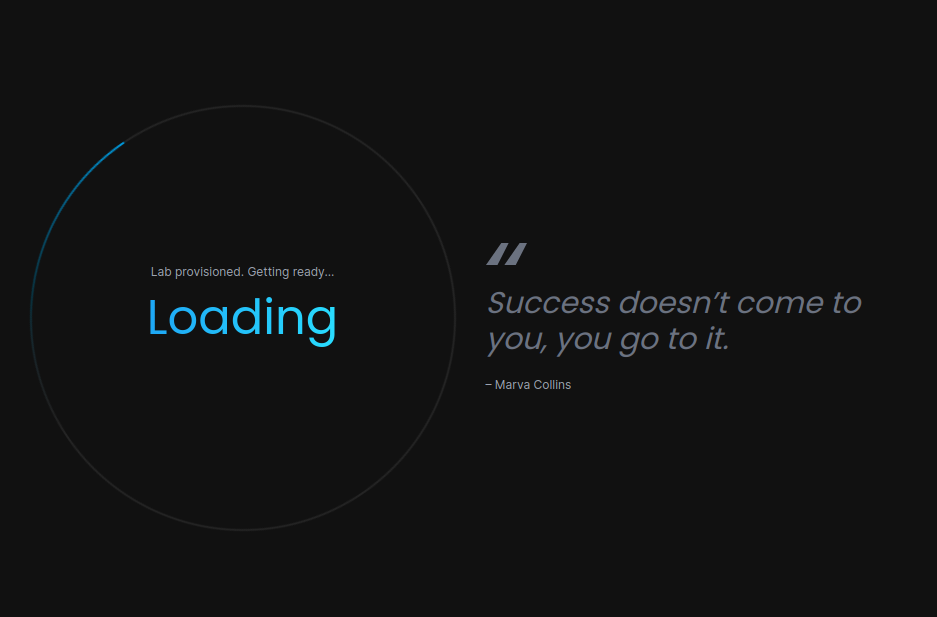 Lab provisioned. Getting ready...
Loading
Success doesn’t come to
you, you go to it.
– Marva Collins